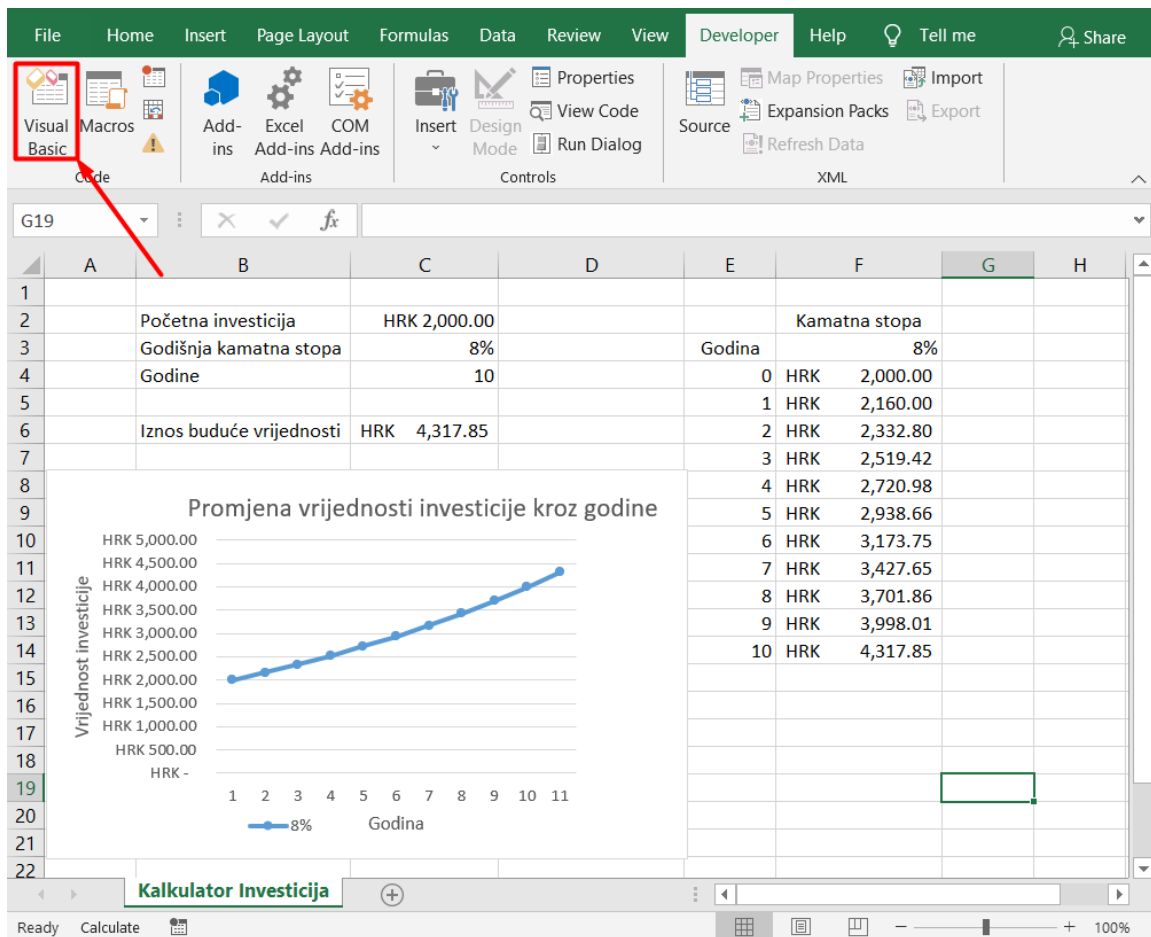 File Home Insert Page Layout Formulas Data Review View Developer Help Tell me Share
Visual Basic
Macros
Code
Add-ins
Excel Add-ins
COM Add-ins
Add-ins
Insert
Design Mode
Properties
View Code
Run Dialog
Controls
Source
Map Properties
Expansion Packs
Refresh Data
Import
Export
XML
G19 fx
A B C D E F G H
1
2 Početna investicija HRK 2,000.00 Kamatna stopa
3 Godišnja kamatna stopa 8% Godina 8%
4 Godine 10 0 HRK 2,000.00
5 1 HRK 2,160.00
6 Iznos buduće vrijednosti HRK 4,317.85 2 HRK 2,332.80
7 3 HRK 2,519.42
8 4 HRK 2,720.98
9 5 HRK 2,938.66
10 6 HRK 3,173.75
11 7 HRK 3,427.65
12 8 HRK 3,701.86
13 9 HRK 3,998.01
14 10 HRK 4,317.85
15
16
17
18
19
20
21
22
Promjena vrijednosti investicije kroz godine
Vrijednost investicije
HRK 5,000.00
HRK 4,500.00
HRK 4,000.00
HRK 3,500.00
HRK 3,000.00
HRK 2,500.00
HRK 2,000.00
HRK 1,500.00
HRK 1,000.00
HRK 500.00
HRK -
1 2 3 4 5 6 7 8 9 10 11
8% Godina
Kalkulator Investicija
Ready Calculate 100%